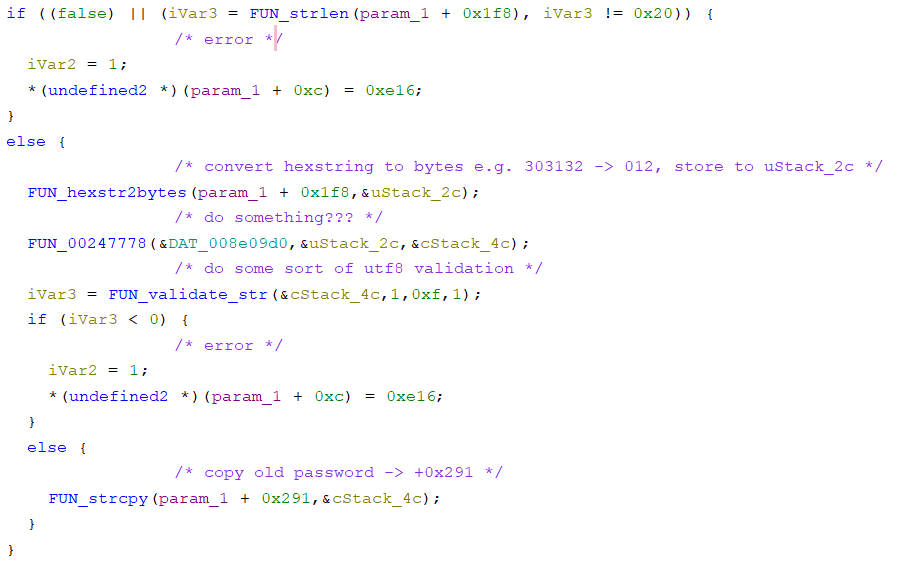 if ((false) || (iVar3 = FUN_strlen(param_1 + 0x1f8), iVar3 != 0x20)) {
/* error */
iVar2 = 1;
*(undefined2 *)(param_1 + 0xc) = 0xe16;
}
else {
/* convert hexstring to bytes e.g. 303132 -> 012, store to uStack_2c */
FUN_hexstr2bytes(param_1 + 0x1f8,&uStack_2c);
/* do something??? */
FUN_00247778(&DAT_008e09d0,&uStack_2c,&cStack_4c);
/* do some sort of utf8 validation */
iVar3 = FUN_validate_str(&cStack_4c,1,0xf,1);
if (iVar3 < 0) {
/* error */
iVar2 = 1;
*(undefined2 *)(param_1 + 0xc) = 0xe16;
}
else {
/* copy old password -> +0x291 */
FUN_strcpy(param_1 + 0x291,&cStack_4c);
}
}